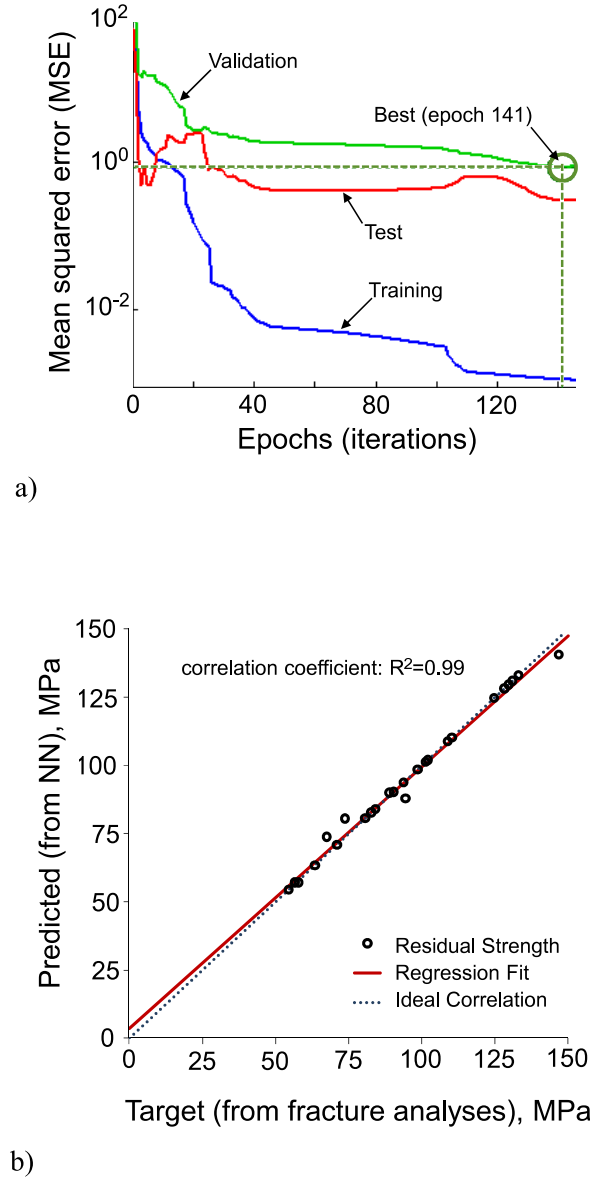 10²
10⁰
10⁻²
Mean squared error (MSE)
Validation
Best (epoch 141)
Test
Training
0
40
80
120
Epochs (iterations)
a)
150
125
100
75
50
25
0
Predicted (from NN), MPa
correlation coefficient: R²=0.99
Residual Strength
Regression Fit
Ideal Correlation
0
25
50
75
100
125
150
Target (from fracture analyses), MPa
b)